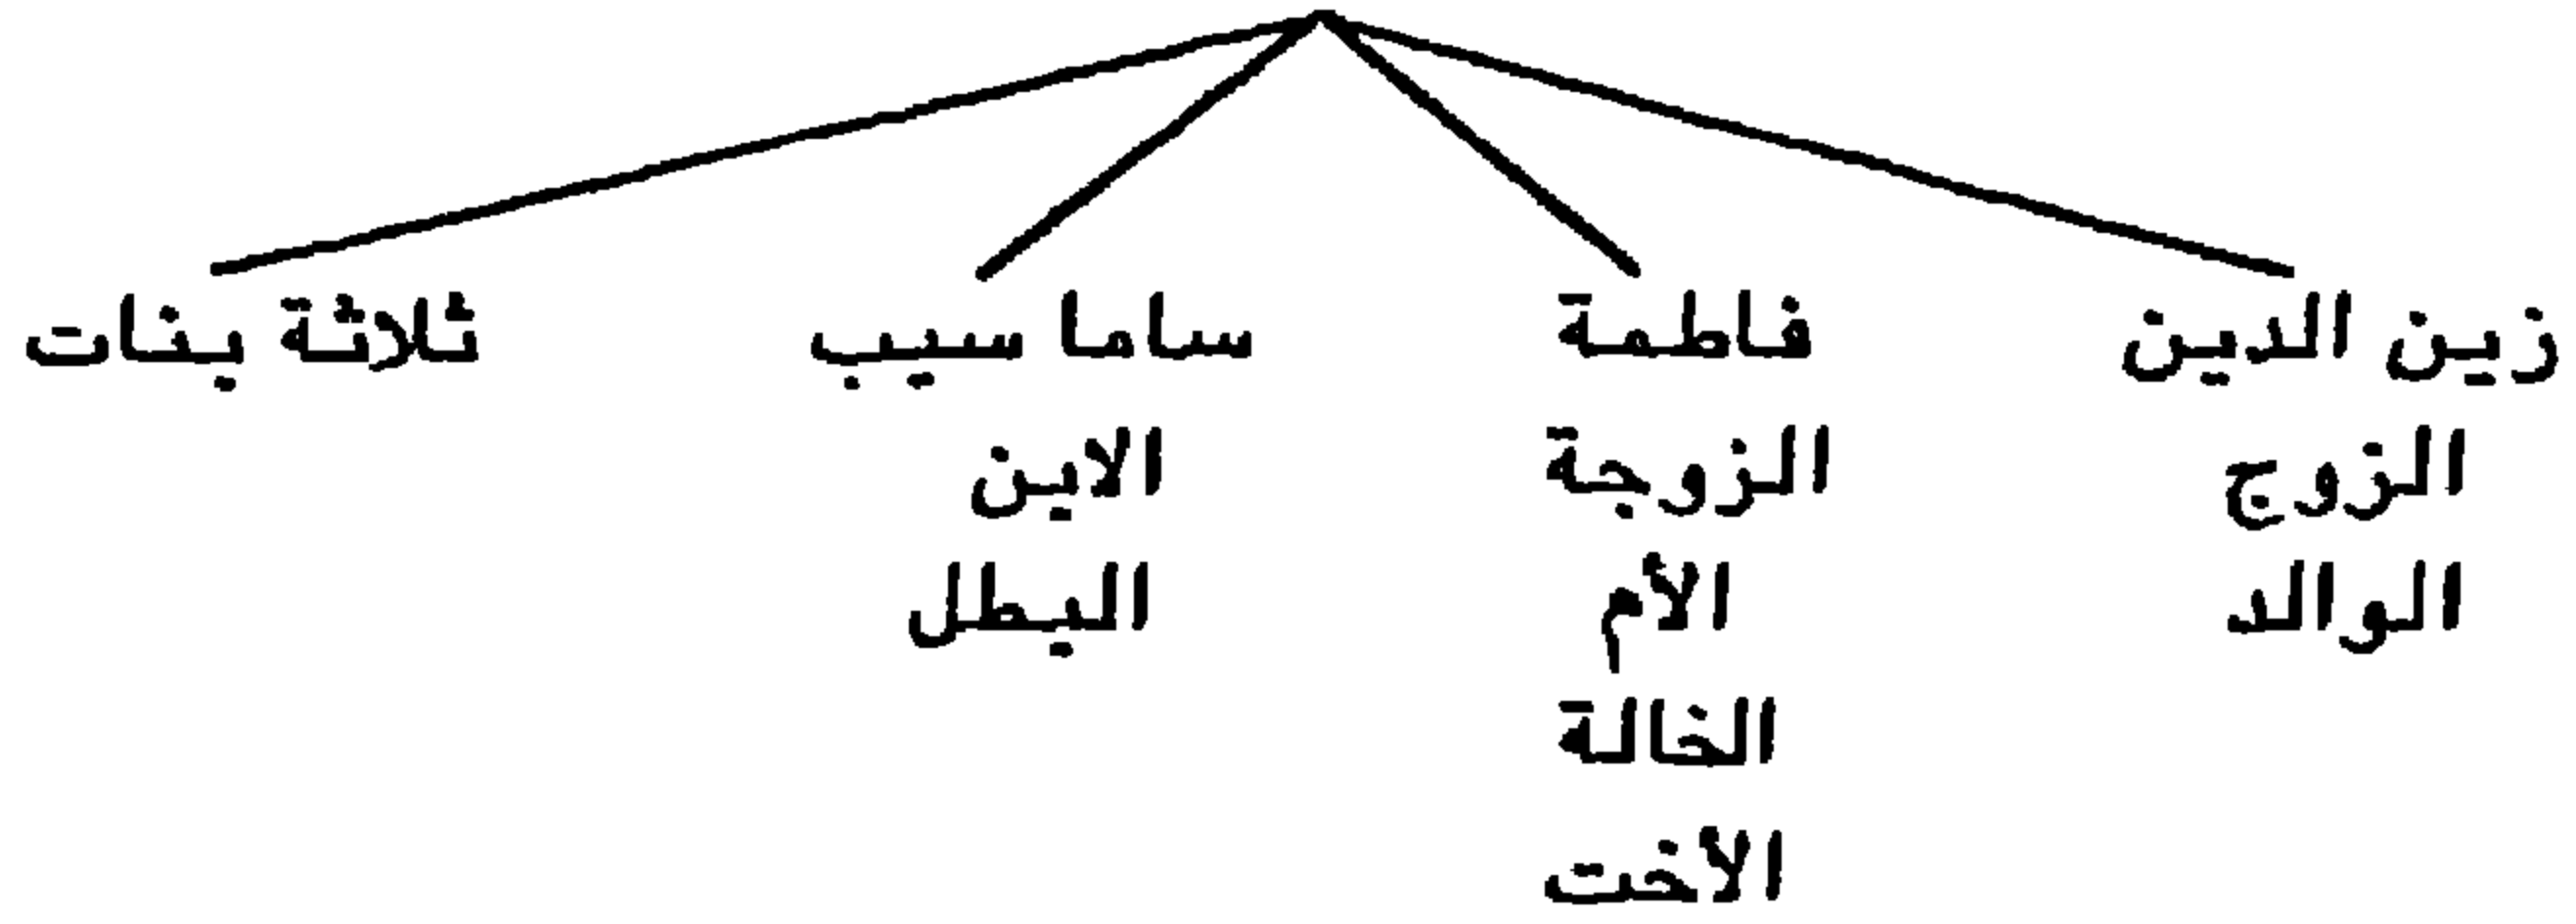 زين الدين فاطمة ساما سيب ثلاثة بنات
الزوج الزوجة الابن
الوالد الأم البطل
الخالة
الأخت